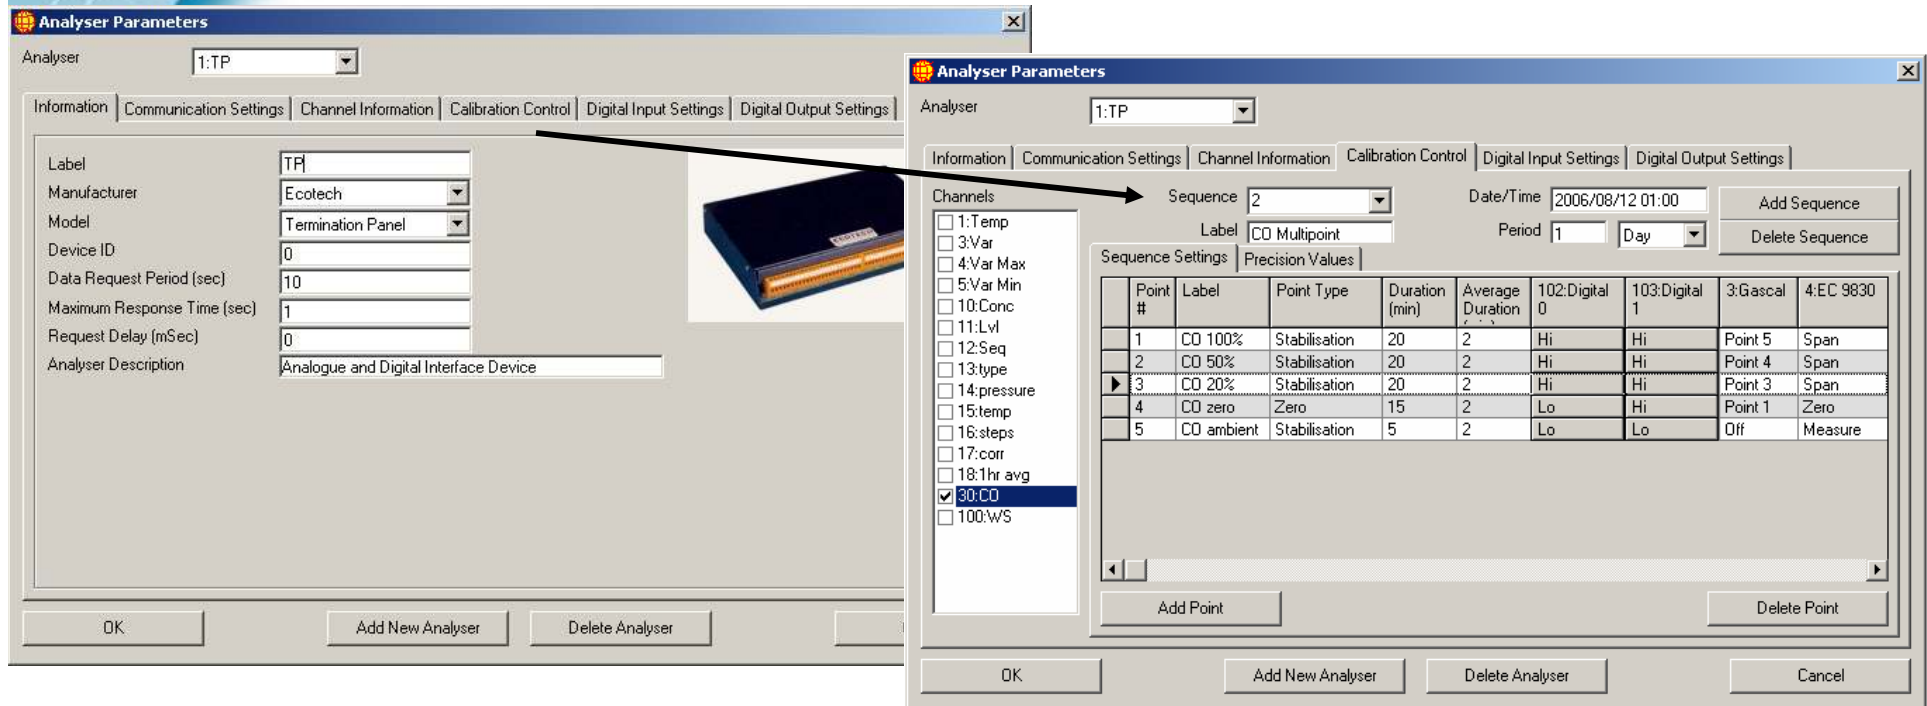 Analyser Parameters
Analyser 1:TP
Information Communication Settings Channel Information Calibration Control Digital Input Settings Digital Output Settings
Label TP
Manufacturer Ecotech
Model Termination Panel
Device ID 0
Data Request Period (sec) 10
Maximum Response Time (sec) 1
Request Delay (mSec) 0
Analyser Description Analogue and Digital Interface Device
OK Add New Analyser Delete Analyser
Analyser Parameters
Analyser 1:TP
Information Communication Settings Channel Information Calibration Control Digital Input Settings Digital Output Settings
Channels
1:Temp
3:Var
4:Var Max
5:Var Min
10:Conc
11:Lvl
12:Seq
13:type
14:pressure
15:temp
16:steps
17:corr
18:1hr avg
30:CO
100:WS
Sequence 2 Date/Time 2006/08/12 01:00 Add Sequence
Label CO Multipoint Period 1 Day Delete Sequence
Sequence Settings Precision Values
Point # Label Point Type Duration (min) Average Duration 102:Digital 0 103:Digital 1 3:Gascal 4:EC 9830
1 CO 100% Stabilisation 20 2 Hi Hi Point 5 Span
2 CO 50% Stabilisation 20 2 Hi Hi Point 4 Span
3 CO 20% Stabilisation 20 2 Hi Hi Point 3 Span
4 CO zero Zero 15 2 Lo Hi Point 1 Zero
5 CO ambient Stabilisation 5 2 Lo Lo Off Measure
Add Point Delete Point
OK Add New Analyser Delete Analyser Cancel